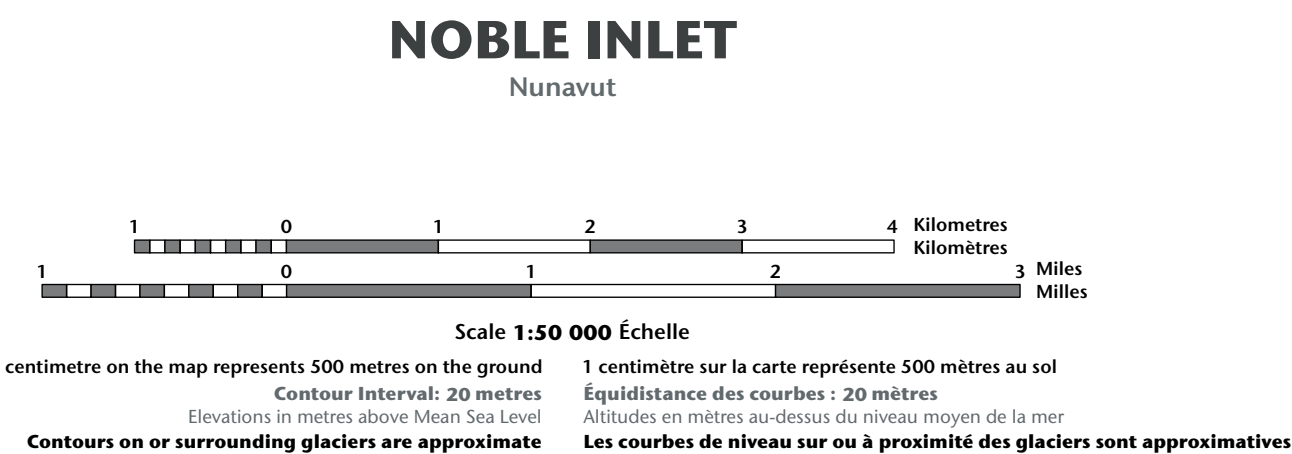 NOBLE INLET
Nunavut
1 0 1 2 3 4 Kilometres
Kilomètres
1 0 1 2 3 Miles
Milles
Scale 1:50 000 Échelle
centimetre on the map represents 500 metres on the ground
1 centimètre sur la carte représente 500 mètres au sol
Contour Interval: 20 metres
Équidistance des courbes : 20 mètres
Elevations in metres above Mean Sea Level
Altitudes en mètres au-dessus du niveau moyen de la mer
Contours on or surrounding glaciers are approximate
Les courbes de niveau sur ou à proximité des glaciers sont approximatives